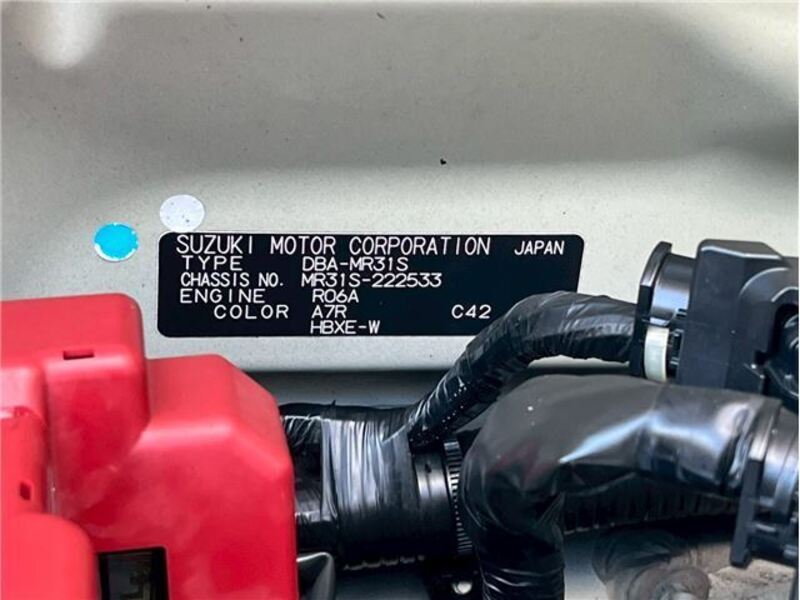 SUZUKI MOTOR CORPORATION JAPAN
TYPE DBA-MR31S
CHASSIS NO. MR31S-222533
ENGINE R06A
COLOR A7R C42
HBXE-W